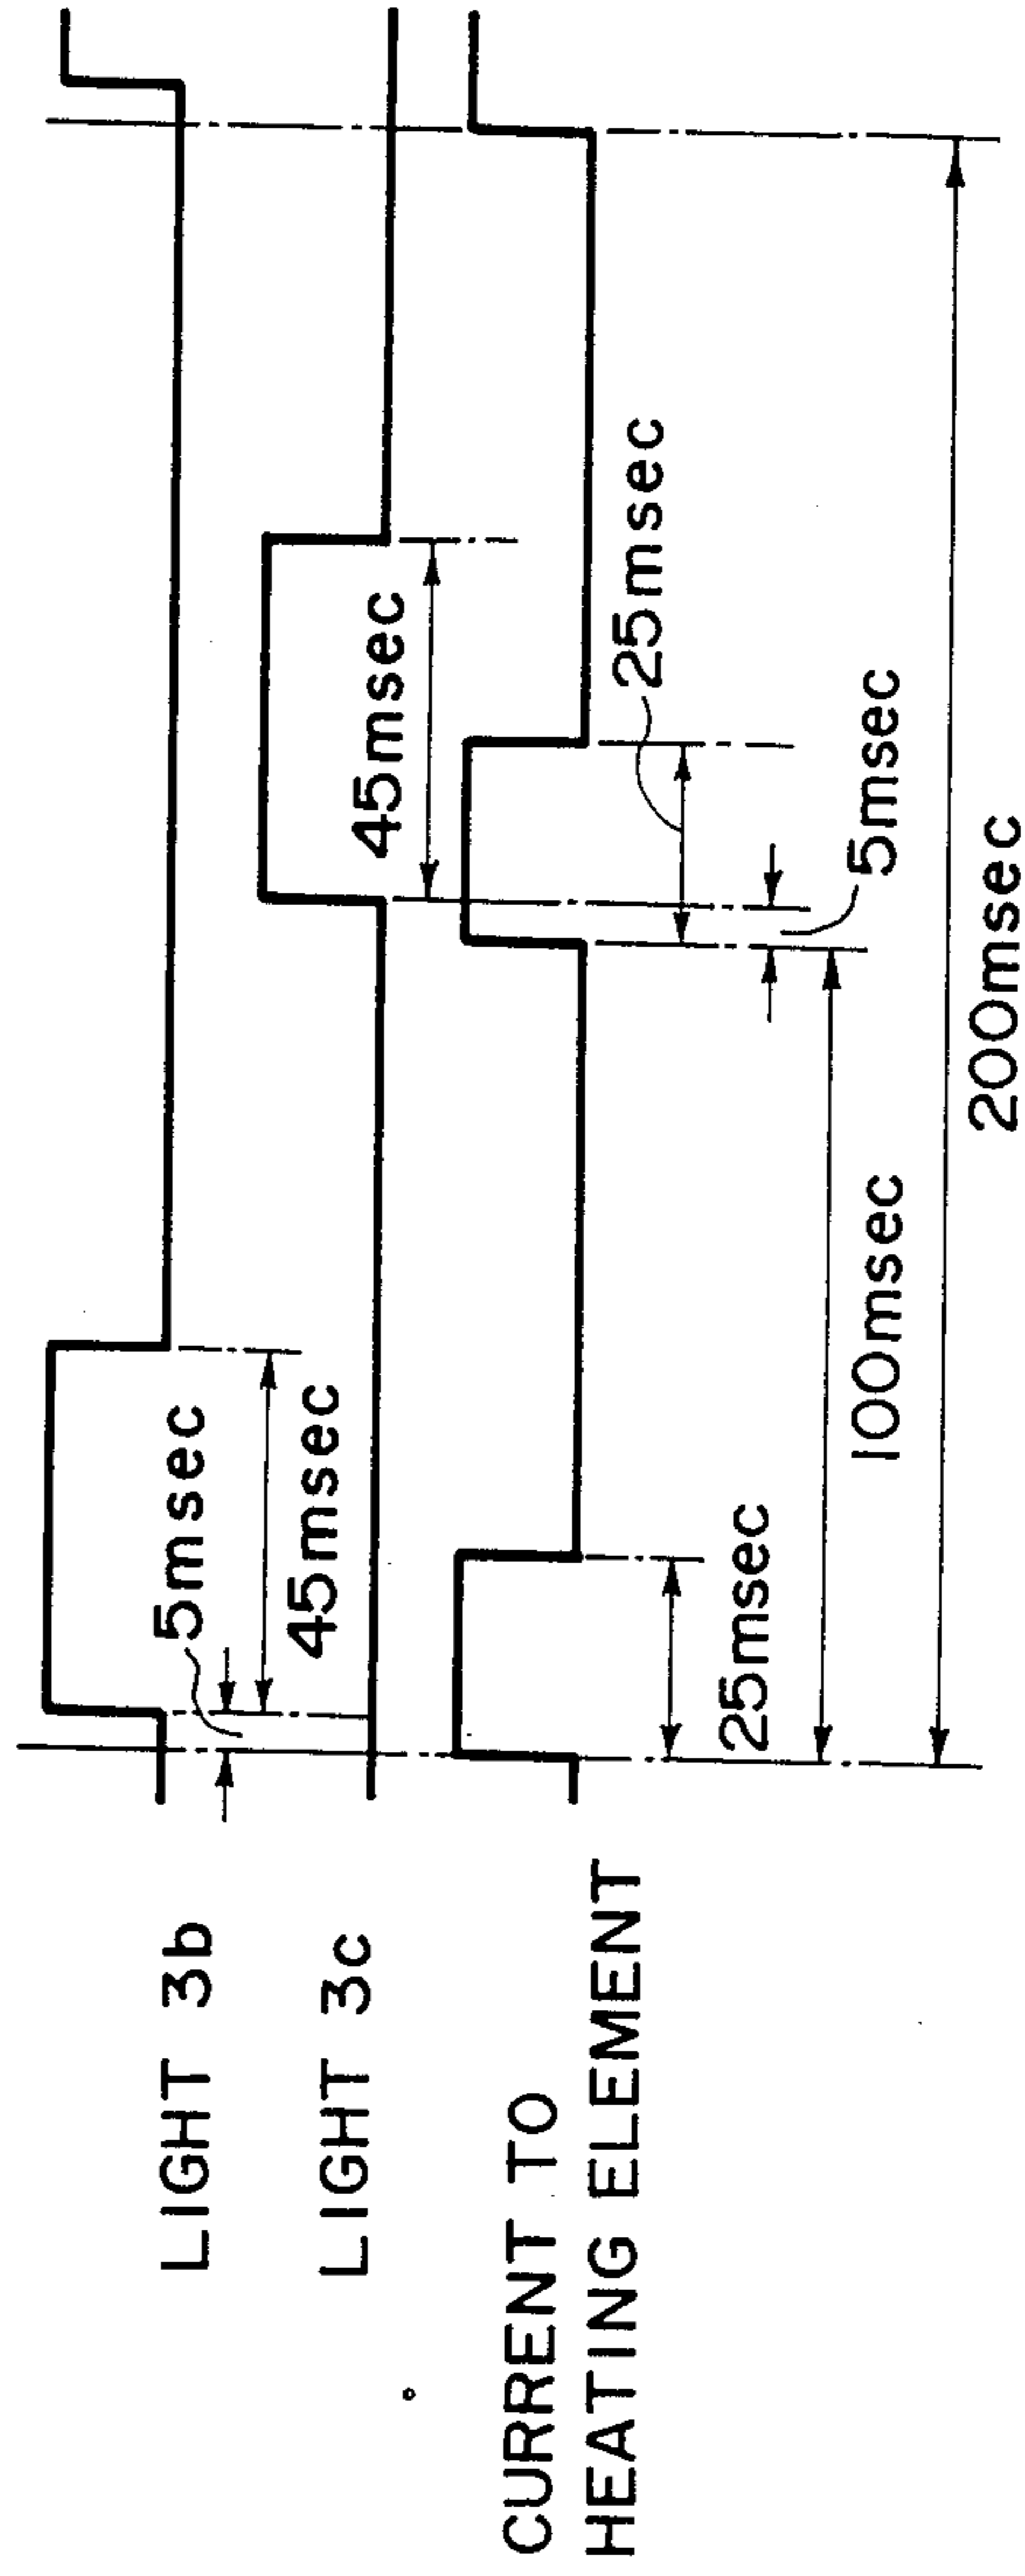 LIGHT 3b
5msec
45msec
LIGHT 3c
45msec
CURRENT TO
HEATING ELEMENT
25msec
25msec
5msec
100msec
200msec